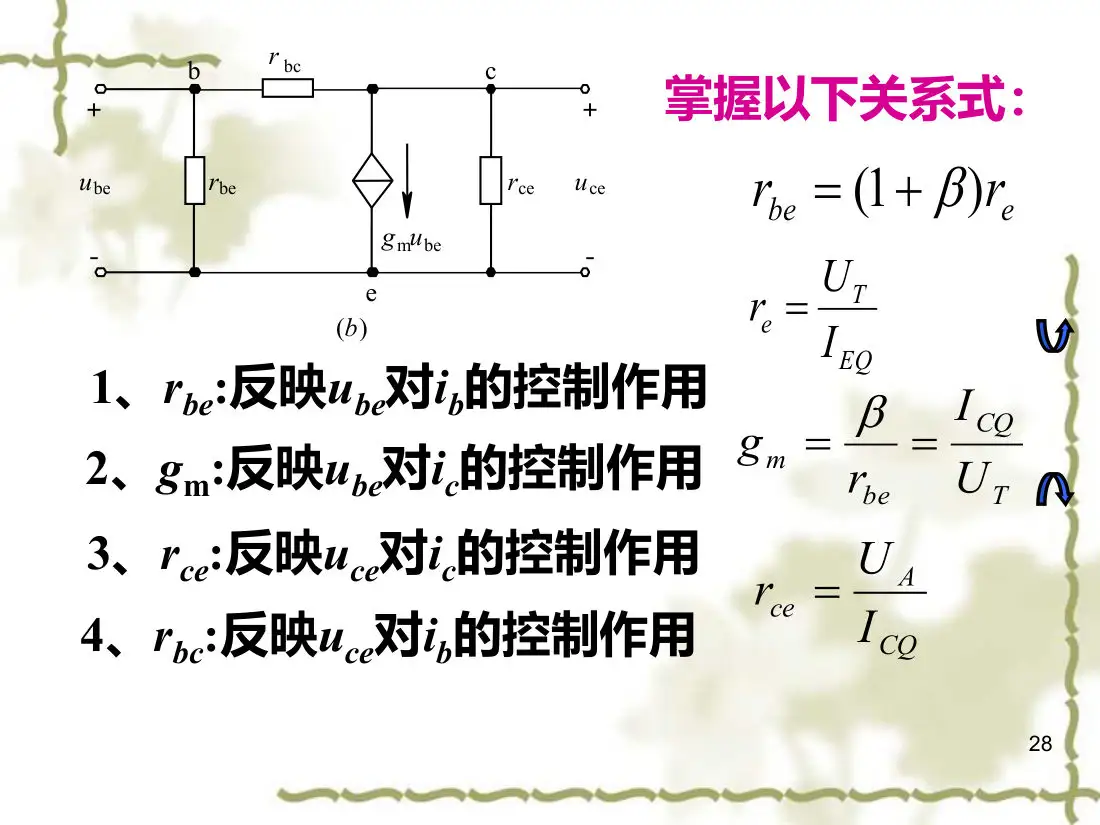 b
r bc
c
+
+
u be
r be
r ce
u ce
g m u be
-
-
e
(b)
掌握以下关系式：
r_be = (1 + β)r_e
r_e = U_T / I_EQ
g_m = β / r_be = I_CQ / U_T
r_ce = U_A / I_CQ
1、r_be:反映u_be对i_b的控制作用
2、g_m:反映u_be对i_c的控制作用
3、r_ce:反映u_ce对i_c的控制作用
4、r_bc:反映u_ce对i_b的控制作用
28